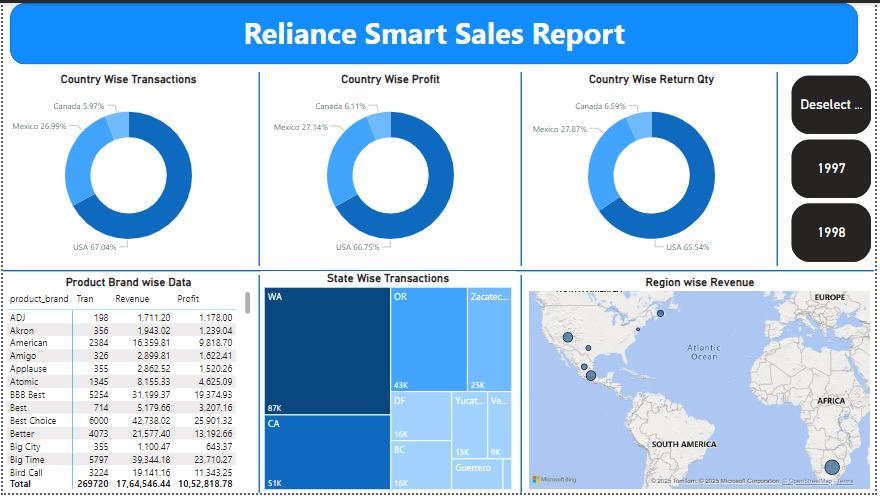 Reliance Smart Sales Report
Country Wise Transactions
Canada 5.97%
Mexico 26.99%
USA 67.04%
Country Wise Profit
Canada 6.11%
Mexico 27.14%
USA 66.75%
Country Wise Return Qty
Canada 6.59%
Mexico 27.87%
USA 65.54%
Deselect ...
1997
1998
Product Brand wise Data
product_brand Tran Revenue Profit
ADJ 198 1,711.20 1,178.00
Akron 356 1,943.02 1,239.04
American 2384 16,359.81 9,818.70
Amigo 326 2,899.81 1,622.41
Applause 355 2,862.52 1,520.26
Atomic 1345 8,155.33 4,625.09
BBB Best 5254 31,199.37 19,374.93
Best 714 5,179.66 3,207.16
Best Choice 6000 42,738.02 25,901.32
Better 4073 21,577.40 13,192.66
Big City 355 1,100.47 643.37
Big Time 5797 39,344.18 23,710.27
Bird Call 3224 19,141.16 11,343.25
Total 269720 17,64,546.44 10,52,818.78
State Wise Transactions
WA
87K
CA
51K
OR
43K
Zacatec...
25K
DF
16K
BC
16K
Yucat...
13K
Ve...
9K
Guerrero
Region wise Revenue
EUROPE
Atlantic
Ocean
AFRICA
SOUTH AMERICA
Microsoft Bing
© 2025 TomTom, © 2025 Microsoft Corporation, © OpenStreetMap Terms